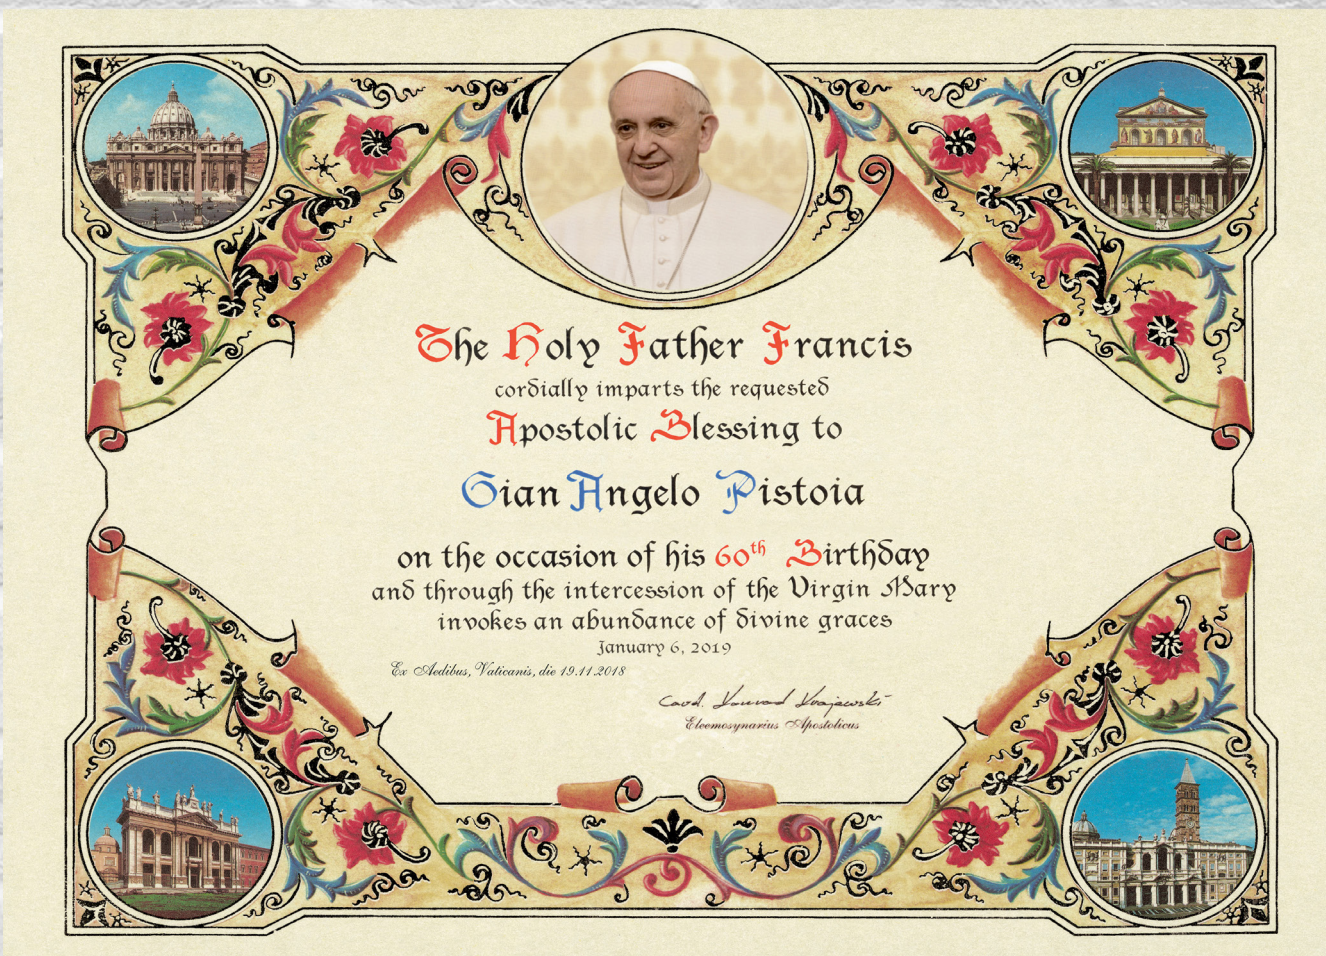 The Holy Father Francis
cordially imparts the requested
Apostolic Blessing to
Gian Angelo Pistoia
on the occasion of his 60th Birthday
and through the intercession of the Virgin Mary
invokes an abundance of divine graces
January 6, 2019
Ex Aedibus, Vaticanis, die 19.11.2018
Card. Konrad Krajewski
Eleemosynarius Apostolicus